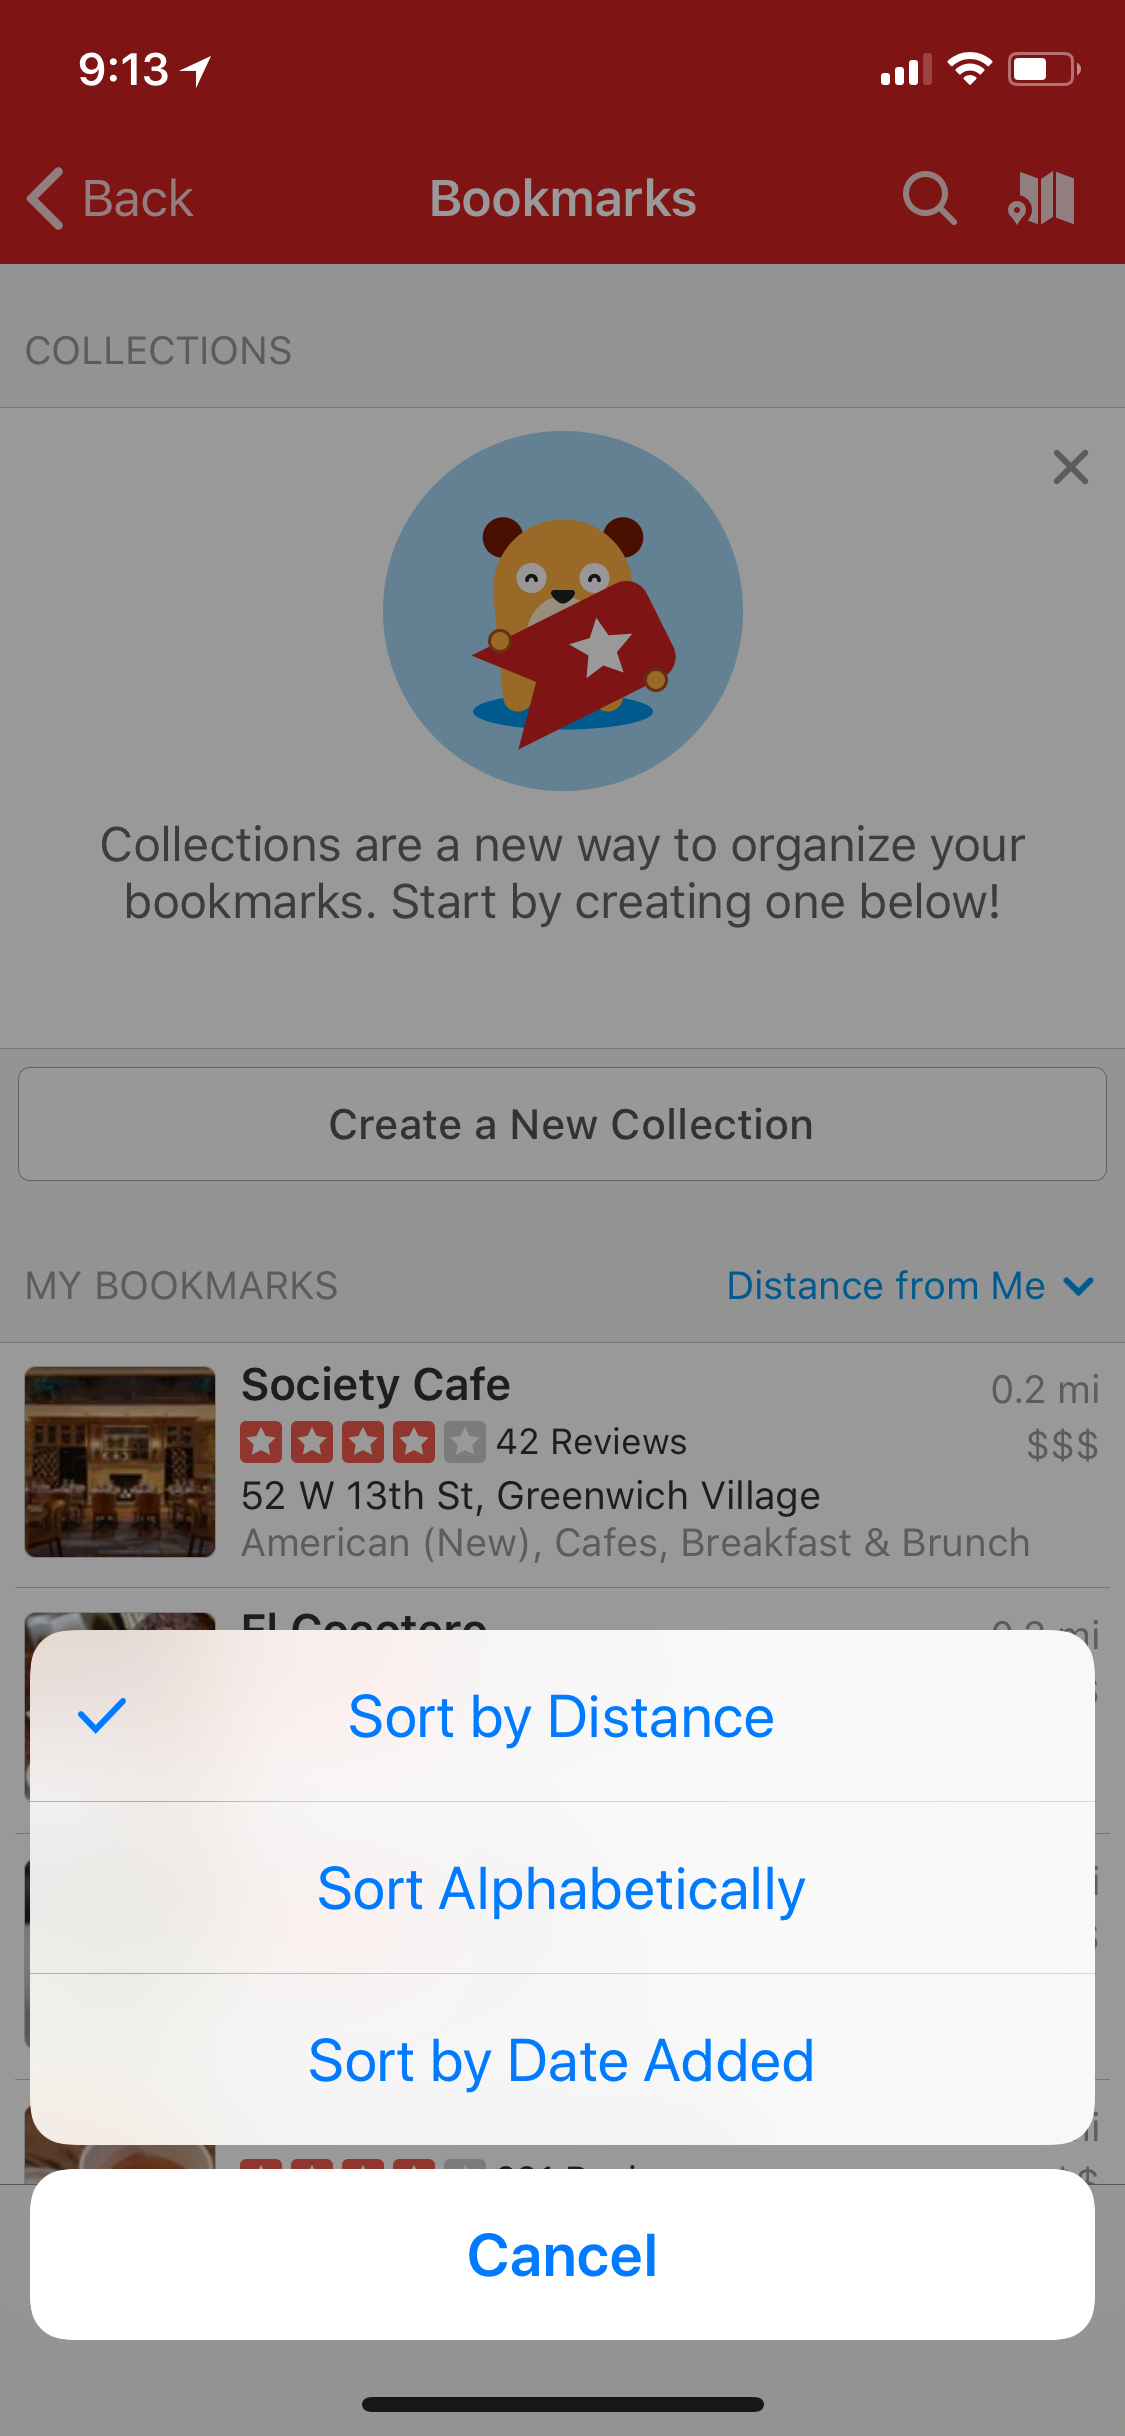 9:13
Back
Bookmarks
COLLECTIONS
Collections are a new way to organize your
bookmarks. Start by creating one below!
Create a New Collection
MY BOOKMARKS
Distance from Me
Society Cafe
0.2 mi
42 Reviews
$$$
52 W 13th St, Greenwich Village
American (New), Cafes, Breakfast & Brunch
El
mi
Sort by Distance
Sort Alphabetically
Sort by Date Added
Cancel